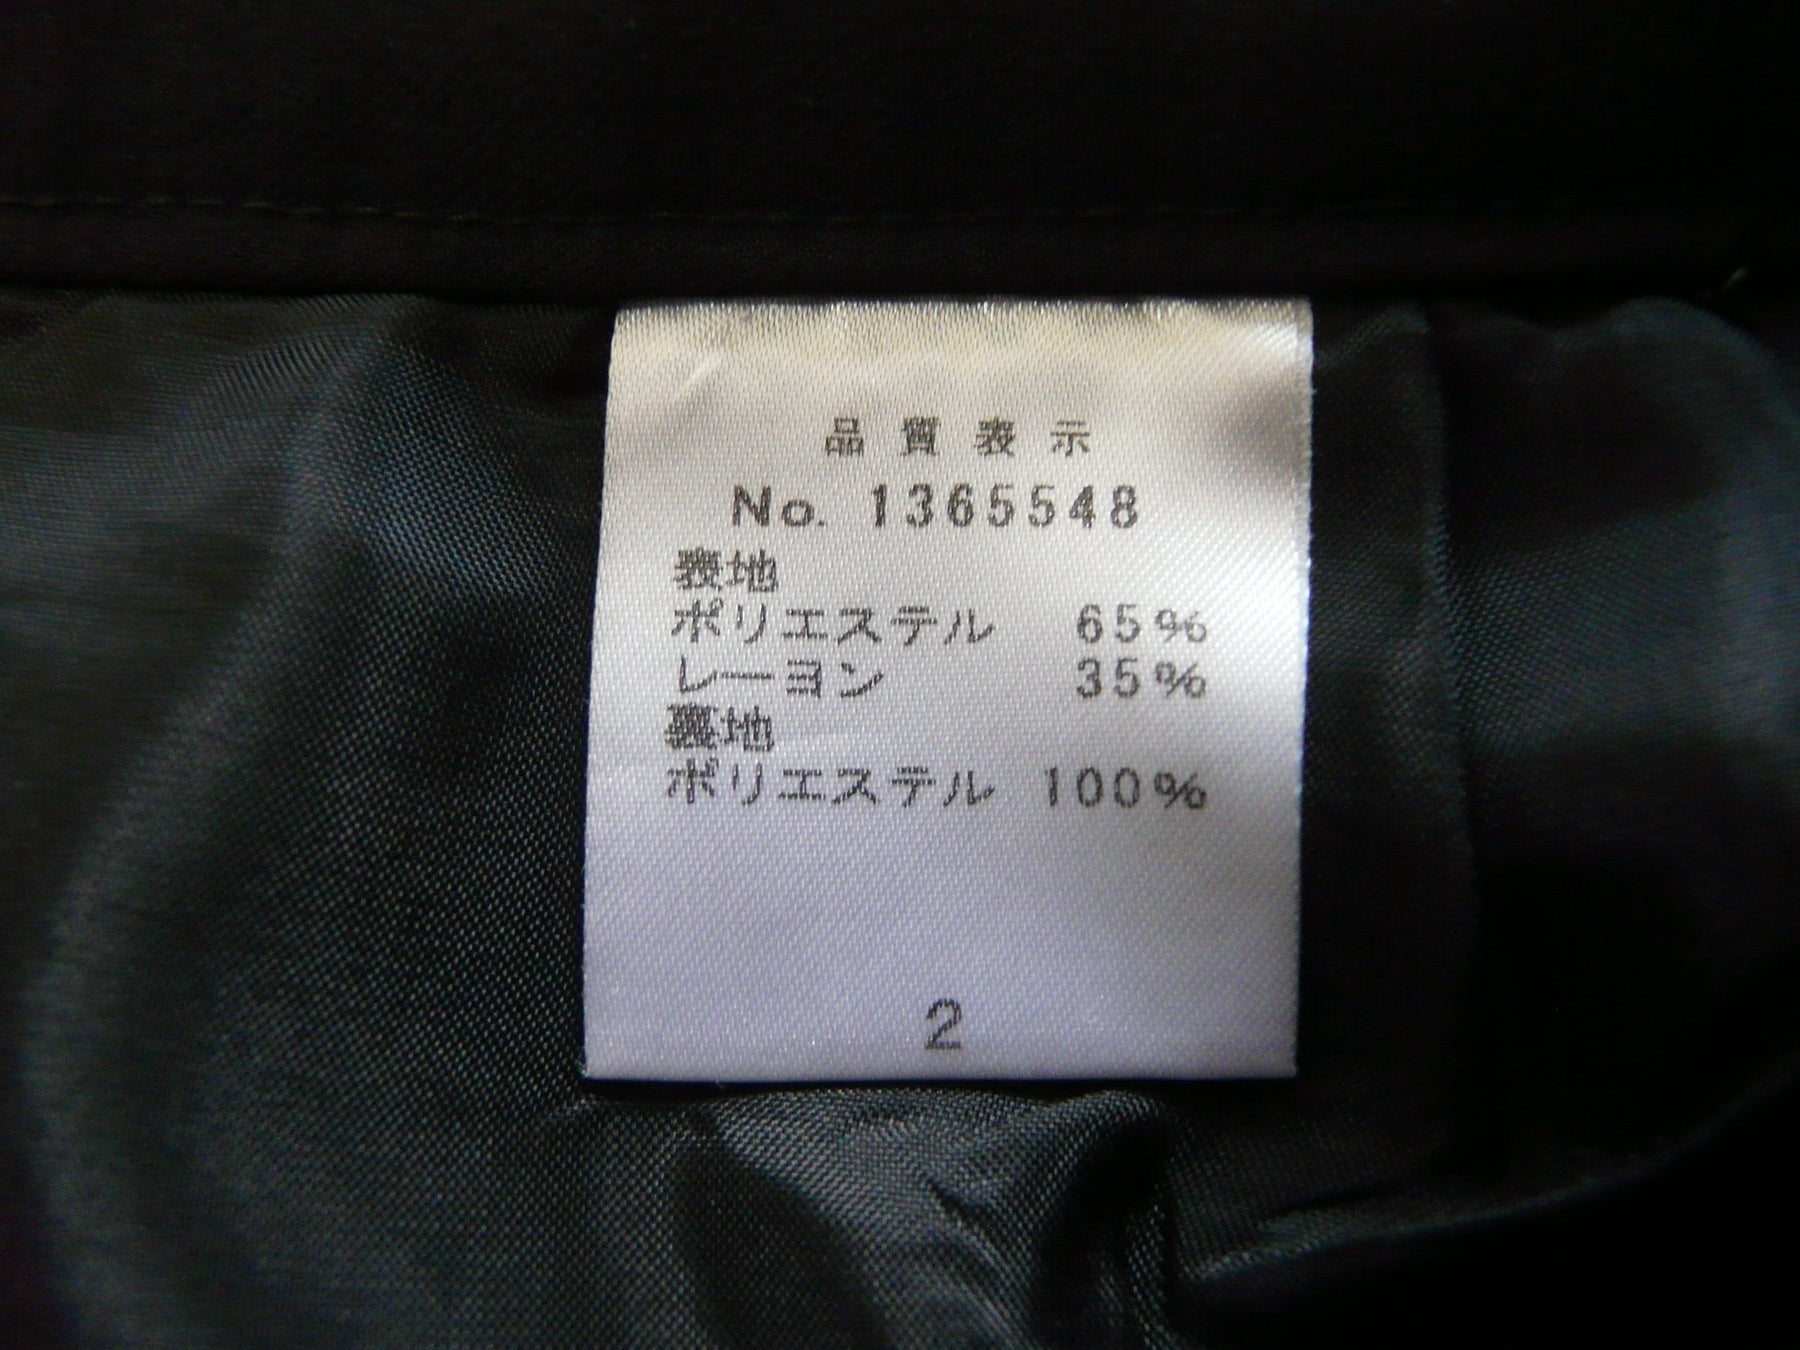 品質表示
No. 1365548
表地
ポリエステル 65%
レーヨン 35%
裏地
ポリエステル 100%
2